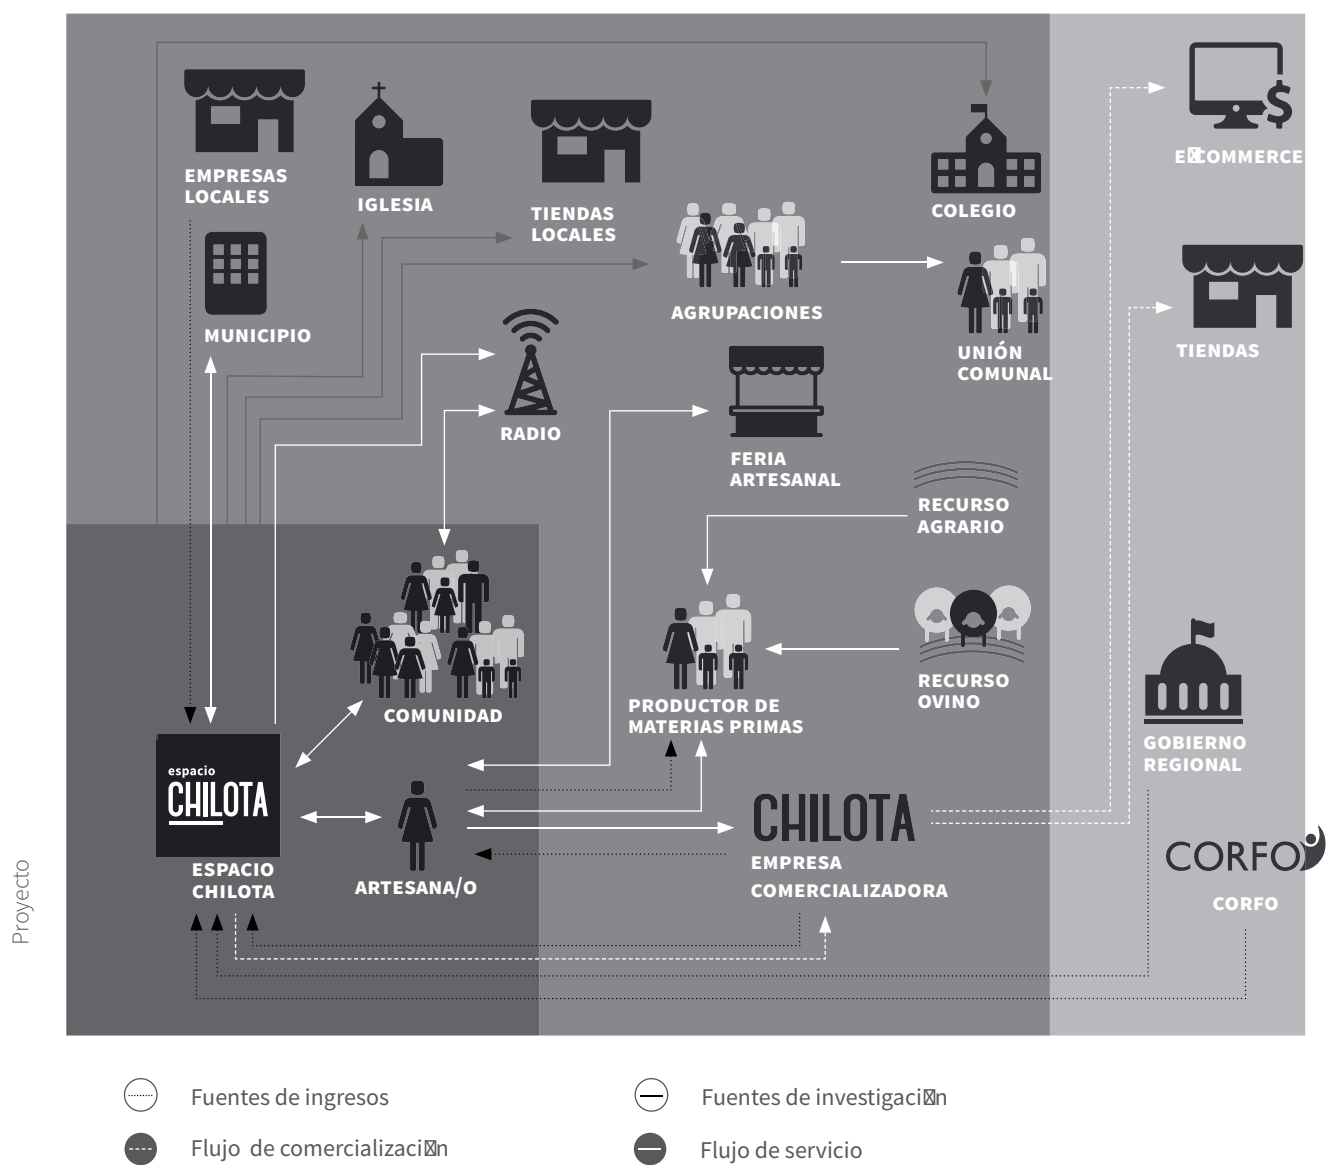 EMPRESAS
LOCALES
IGLESIA
TIENDAS
LOCALES
COLEGIO
$
E COMMERCE
MUNICIPIO
AGRUPACIONES
UNIÓN
COMUNAL
TIENDAS
RADIO
FERIA
ARTESANAL
RECURSO
AGRARIO
COMUNIDAD
PRODUCTOR DE
MATERIAS PRIMAS
RECURSO
OVINO
GOBIERNO
REGIONAL
espacio
CHILOTA
ESPACIO
CHILOTA
ARTESANA/O
CHILOTA
EMPRESA
COMERCIALIZADORA
CORFO
CORFO
Proyecto
Fuentes de ingresos
Fuentes de investigaci n
Flujo de comercializaci n
Flujo de servicio